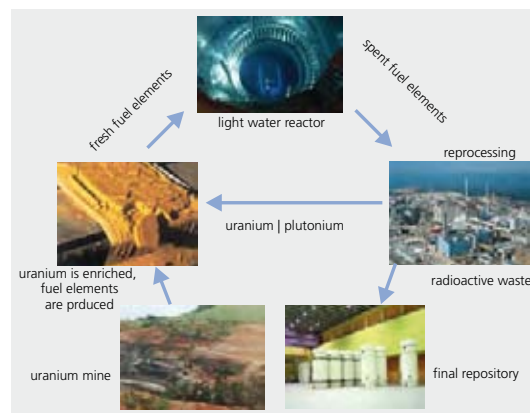 fresh fuel elements
spent fuel elements
light water reactor
reprocessing
uranium | plutonium
uranium is enriched,
fuel elements
are prduced
radioactive waste
uranium mine
final repository